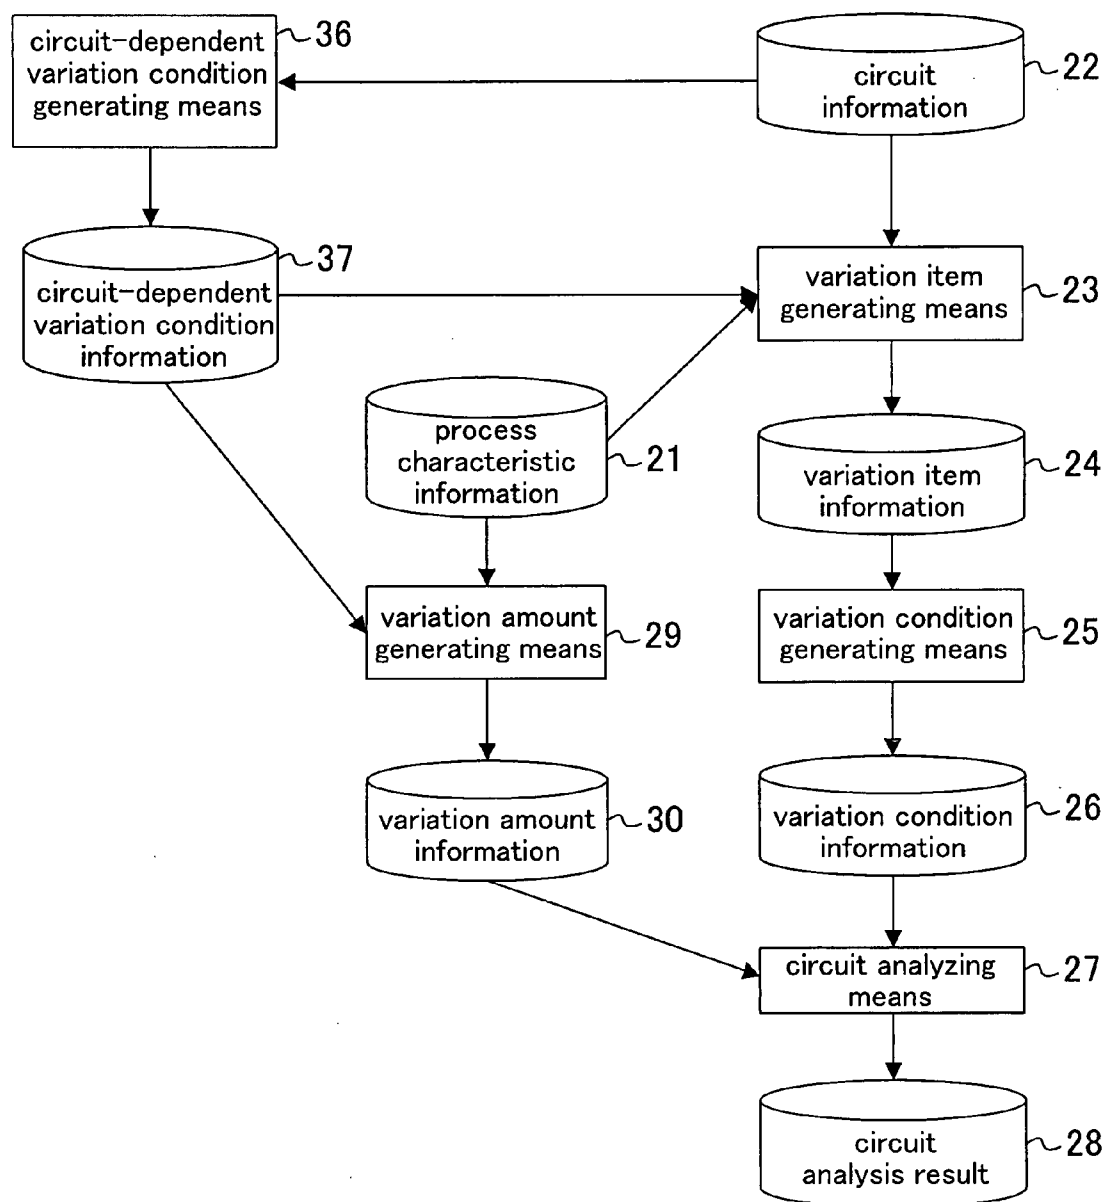 circuit-dependent
variation condition
generating means
36
circuit
information
22
circuit-dependent
variation condition
information
37
variation item
generating means
23
process
characteristic
information
21
variation item
information
24
variation amount
generating means
29
variation condition
generating means
25
variation amount
information
30
variation condition
information
26
circuit analyzing
means
27
circuit
analysis result
28